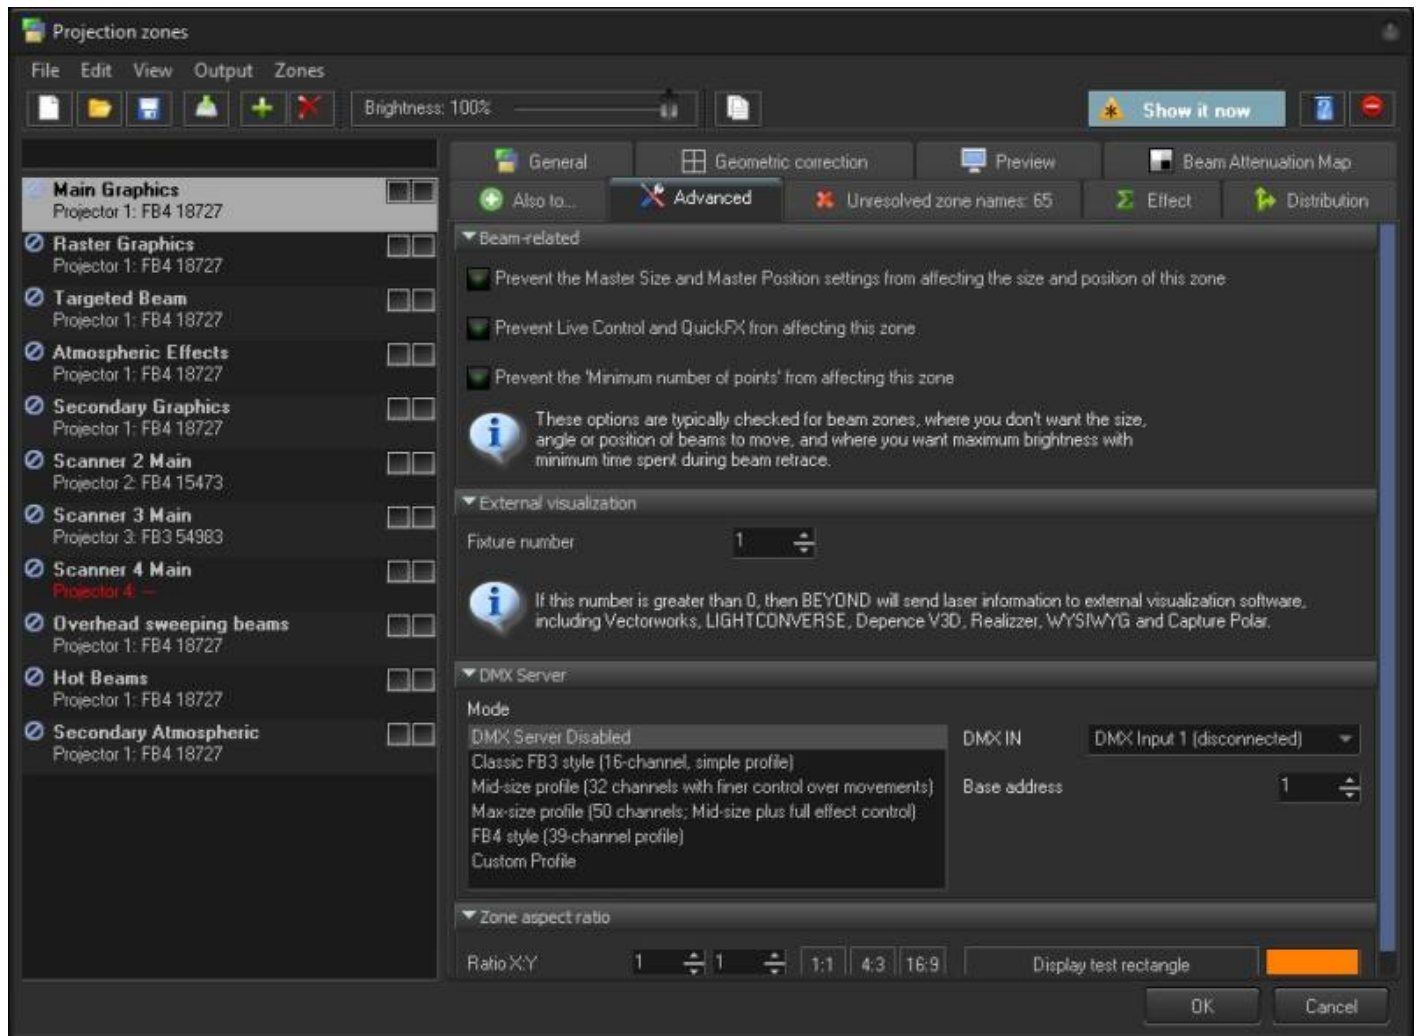 Projection zones
File Edit View Output Zones
Brightness: 100%
Show it now
General Geometric correction Preview Beam Attenuation Map
Also to... Advanced Unresolved zone names: 65 Effect Distribution
Main Graphics
Projector 1: FB4 18727
Raster Graphics
Projector 1: FB4 18727
Targeted Beam
Projector 1: FB4 18727
Atmospheric Effects
Projector 1: FB4 18727
Secondary Graphics
Projector 1: FB4 18727
Scanner 2 Main
Projector 2: FB4 15473
Scanner 3 Main
Projector 3: FB3 54983
Scanner 4 Main
Projector 4: ---
Overhead sweeping beams
Projector 1: FB4 18727
Hot Beams
Projector 1: FB4 18727
Secondary Atmospheric
Projector 1: FB4 18727
Beam-related
Prevent the Master Size and Master Position settings from affecting the size and position of this zone
Prevent Live Control and QuickFX fron affecting this zone
Prevent the 'Minimum number of points' from affecting this zone
These options are typically checked for beam zones, where you don't want the size,
angle or position of beams to move, and where you want maximum brightness with
minimum time spent during beam retrace.
External visualization
Fixture number 1
If this number is greater than 0, then BEYOND will send laser information to external visualization software,
including Vectorworks, LIGHTCONVERSE, Depence V3D, Realizzer, WYSIWYG and Capture Polar.
DMX Server
Mode
DMX Server Disabled
Classic FB3 style (16-channel, simple profile)
Mid-size profile (32 channels with finer control over movements)
Max-size profile (50 channels; Mid-size plus full effect control)
FB4 style (39-channel profile)
Custom Profile
DMX IN DMX Input 1 (disconnected)
Base address 1
Zone aspect ratio
Ratio X:Y 1 1 1:1 4:3 16:9 Display test rectangle
OK Cancel